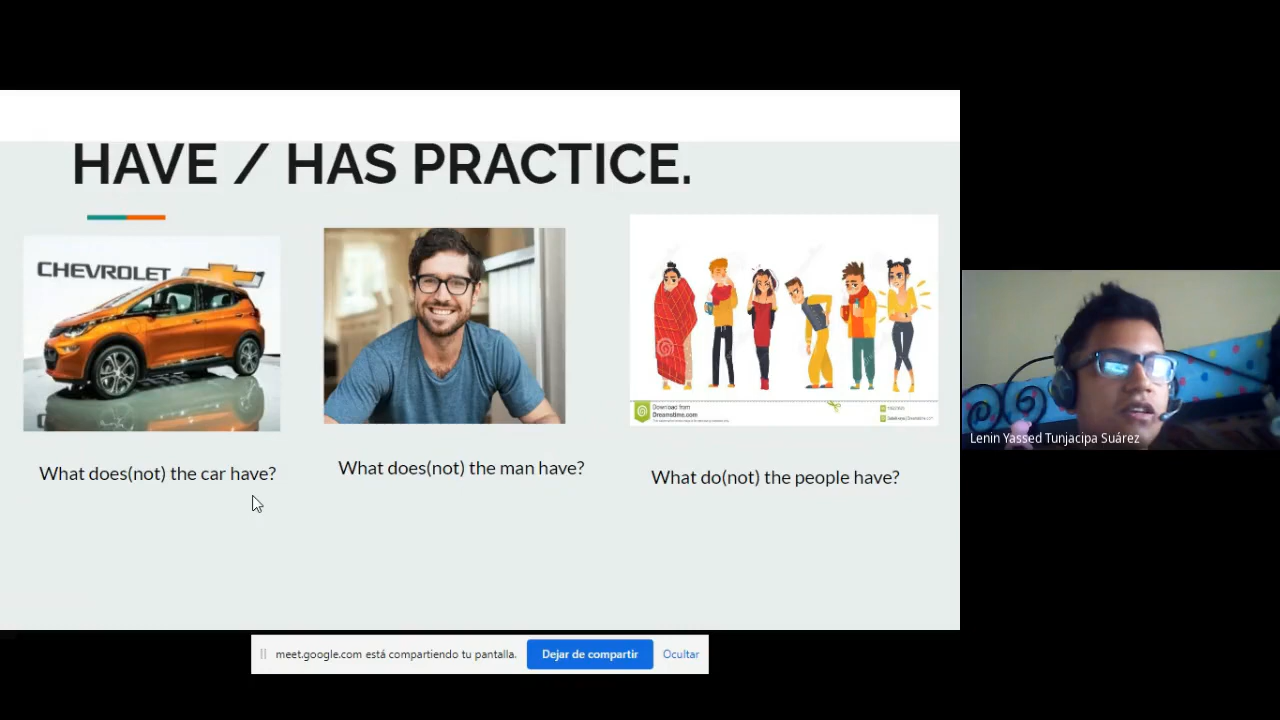 HAVE / HAS PRACTICE.
CHEVROLET
Download from
Dreamstime.com
What does(not) the car have?
What does(not) the man have?
What do(not) the people have?
Lenin Yassed Tunjacipa Suárez
meet.google.com está compartiendo tu pantalla.
Dejar de compartir
Ocultar